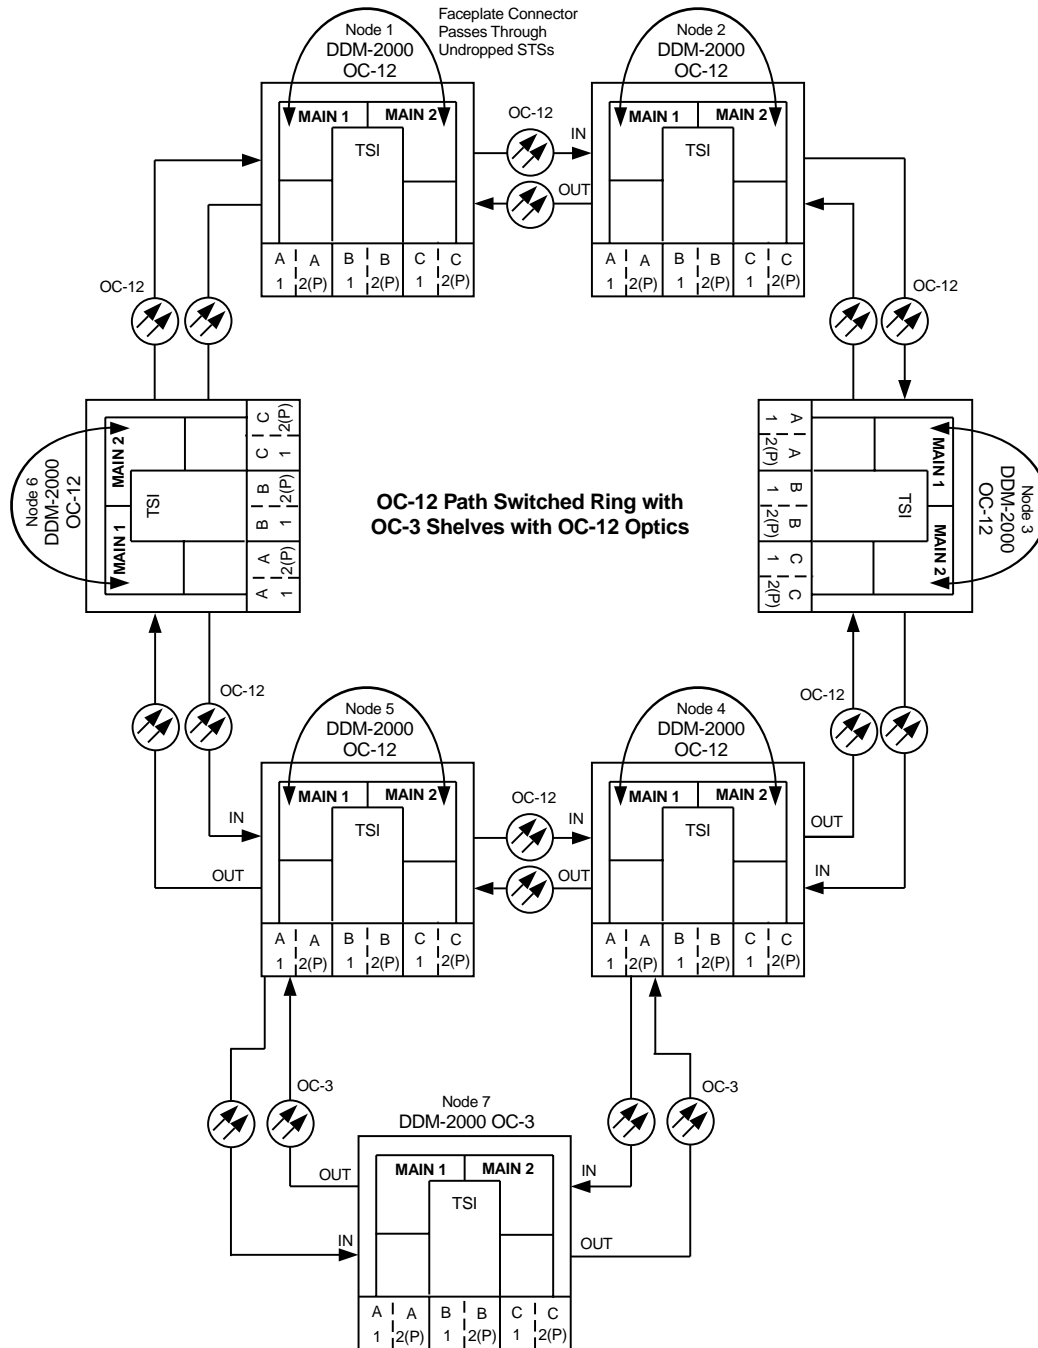 Faceplate Connector
Passes Through
Undropped STSs
Node 1
DDM-2000
OC-12
MAIN 1 MAIN 2
TSI
A A B B C C
1 2(P) 1 2(P) 1 2(P)
OC-12
IN
OUT
Node 2
DDM-2000
OC-12
MAIN 1 MAIN 2
TSI
A A B B C C
1 2(P) 1 2(P) 1 2(P)
OC-12
OC-12
Node 6
DDM-2000
OC-12
MAIN 1 MAIN 2
TSI
A A B B C C
1 2(P) 1 2(P) 1 2(P)
OC-12 Path Switched Ring with
OC-3 Shelves with OC-12 Optics
Node 3
DDM-2000
OC-12
MAIN 1 MAIN 2
TSI
A A B B C C
1 2(P) 1 2(P) 1 2(P)
OC-12
OC-12
IN
OUT
Node 5
DDM-2000
OC-12
MAIN 1 MAIN 2
TSI
A A B B C C
1 2(P) 1 2(P) 1 2(P)
OC-12
IN
OUT
Node 4
DDM-2000
OC-12
MAIN 1 MAIN 2
TSI
A A B B C C
1 2(P) 1 2(P) 1 2(P)
OUT
IN
OC-3
OC-3
Node 7
DDM-2000 OC-3
OUT
IN
MAIN 1 MAIN 2
TSI
IN
OUT
A A B B C C
1 2(P) 1 2(P) 1 2(P)